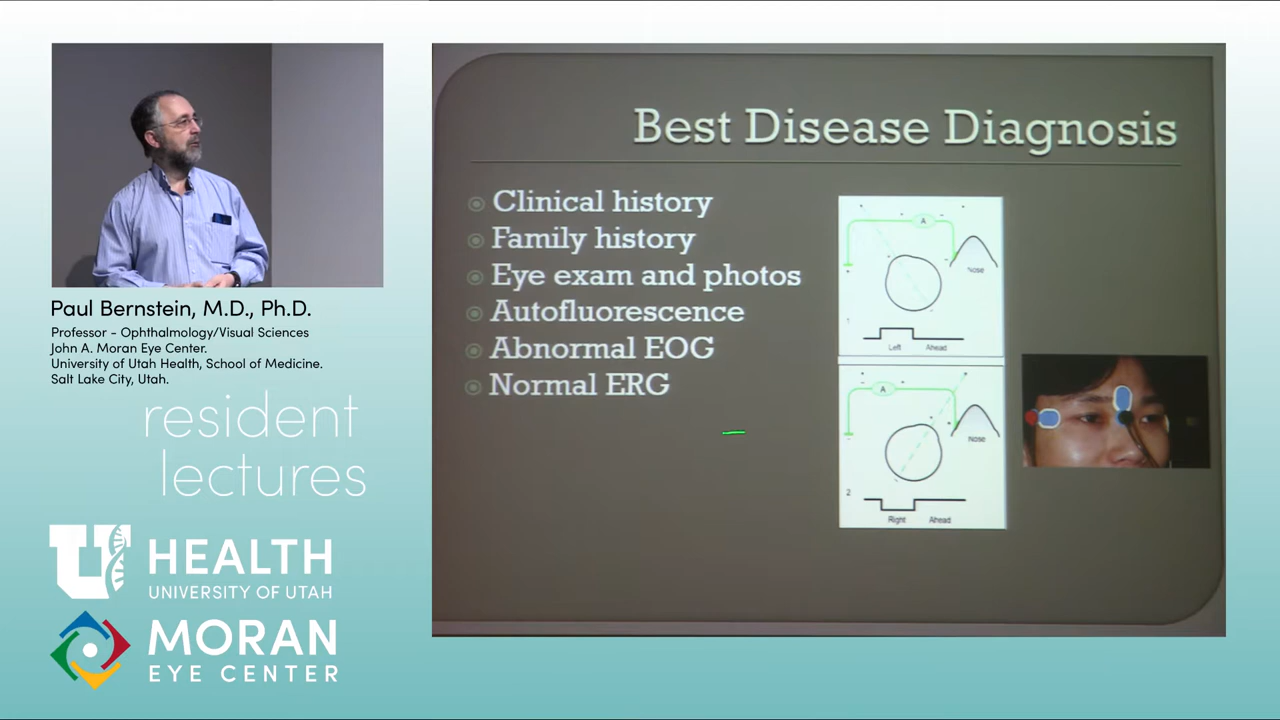 Best Disease Diagnosis
Clinical history
Family history
Eye exam and photos
Autofluorescence
Abnormal EOG
Normal ERG
A
Nose
1
Left Ahead
A
Nose
2
Right Ahead
Paul Bernstein, M.D., Ph.D.
Professor - Ophthalmology/Visual Sciences
John A. Moran Eye Center.
University of Utah Health, School of Medicine.
Salt Lake City, Utah.
resident
lectures
U HEALTH
UNIVERSITY OF UTAH
MORAN
EYE CENTER